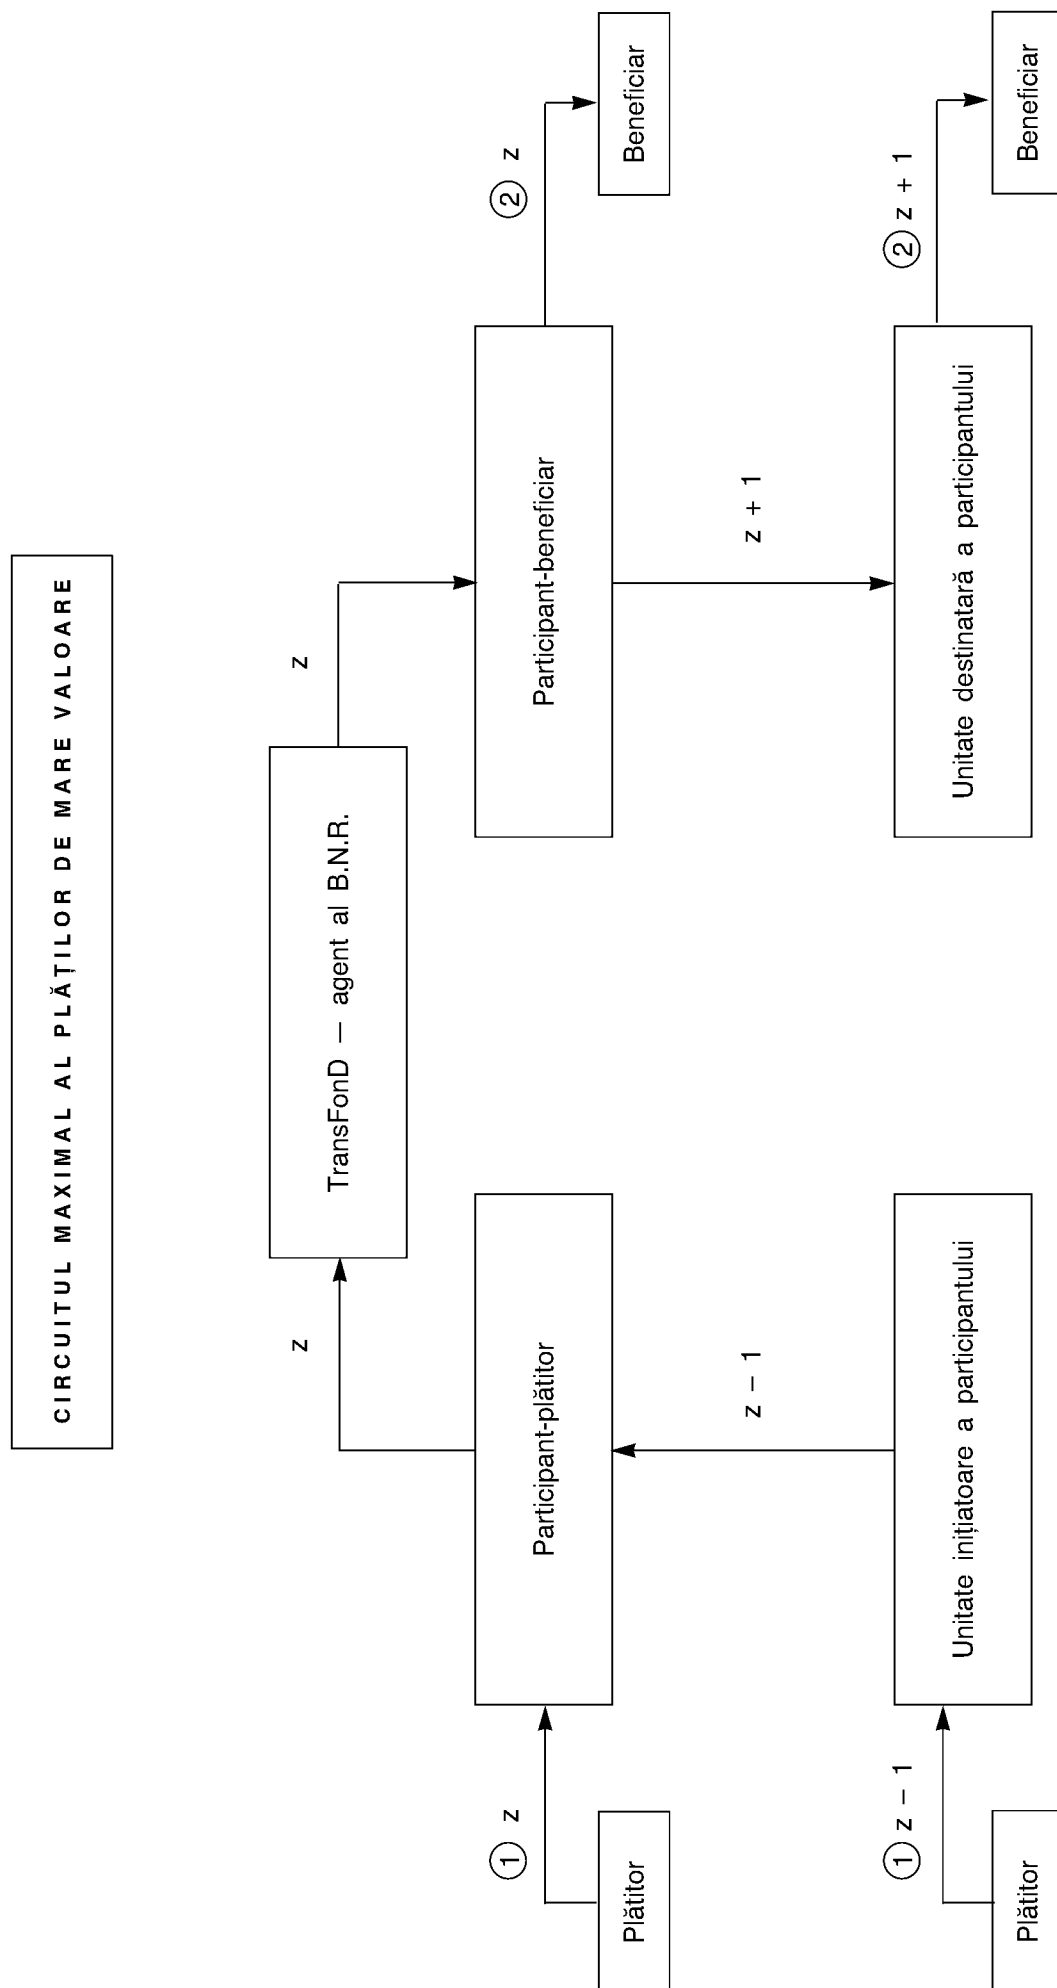 CIRCUITUL MAXIMAL AL PLĂȚILOR DE MARE VALOARE
z
TransFonD — agent al B.N.R.
z
① z
Participant-plătitor
Participant-beneficiar
② z
Plătitor
Beneficiar
z – 1
z + 1
① z – 1
Unitate inițiatoare a participantului
Unitate destinatară a participantului
② z + 1
Plătitor
Beneficiar